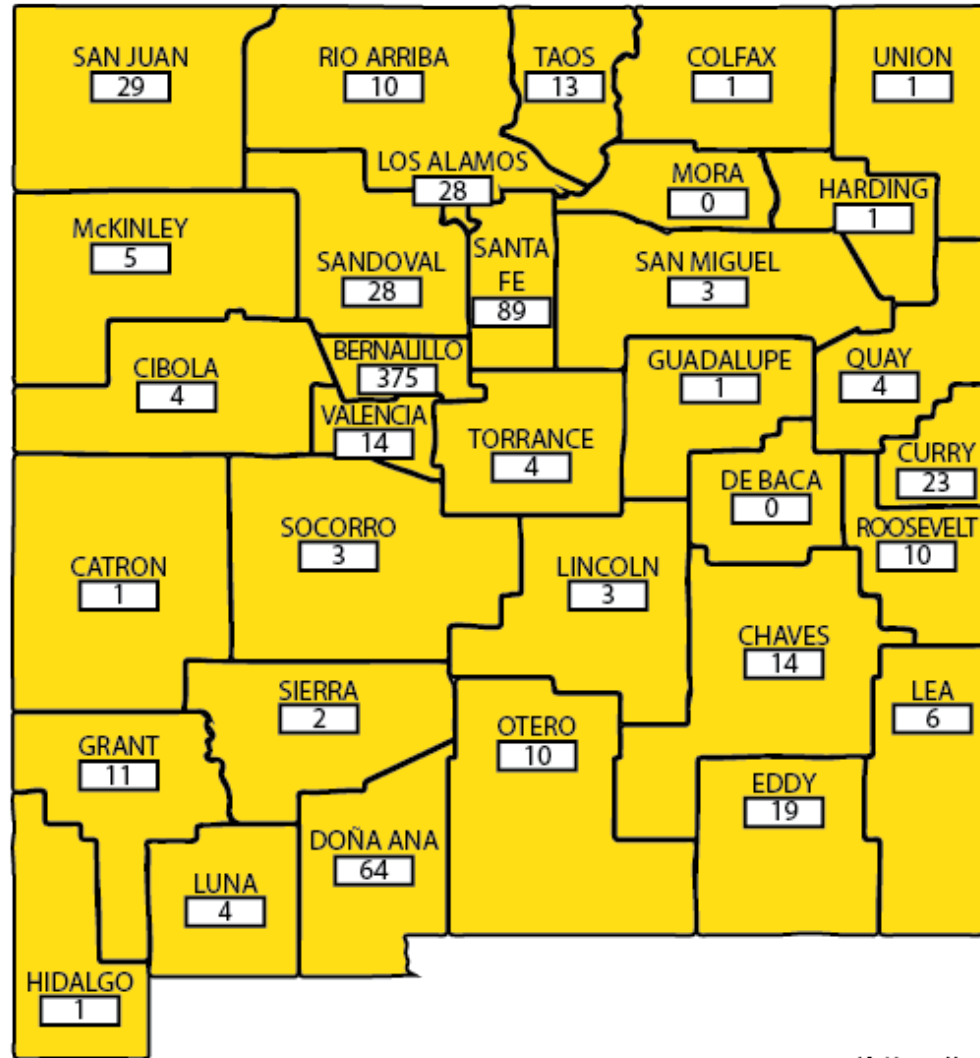 SAN JUAN
29
RIO ARRIBA
10
TAOS
13
COLFAX
1
UNION
1
LOS ALAMOS
28
MORA
0
HARDING
1
McKINLEY
5
SANDOVAL
28
SANTA
FE
89
SAN MIGUEL
3
CIBOLA
4
BERNALILLO
375
GUADALUPE
1
QUAY
4
VALENCIA
14
TORRANCE
4
CURRY
23
DE BACA
0
SOCORRO
3
ROOSEVELT
10
CATRON
1
LINCOLN
3
CHAVES
14
SIERRA
2
LEA
6
OTERO
10
GRANT
11
EDDY
19
DOÑA ANA
64
LUNA
4
HIDALGO
1